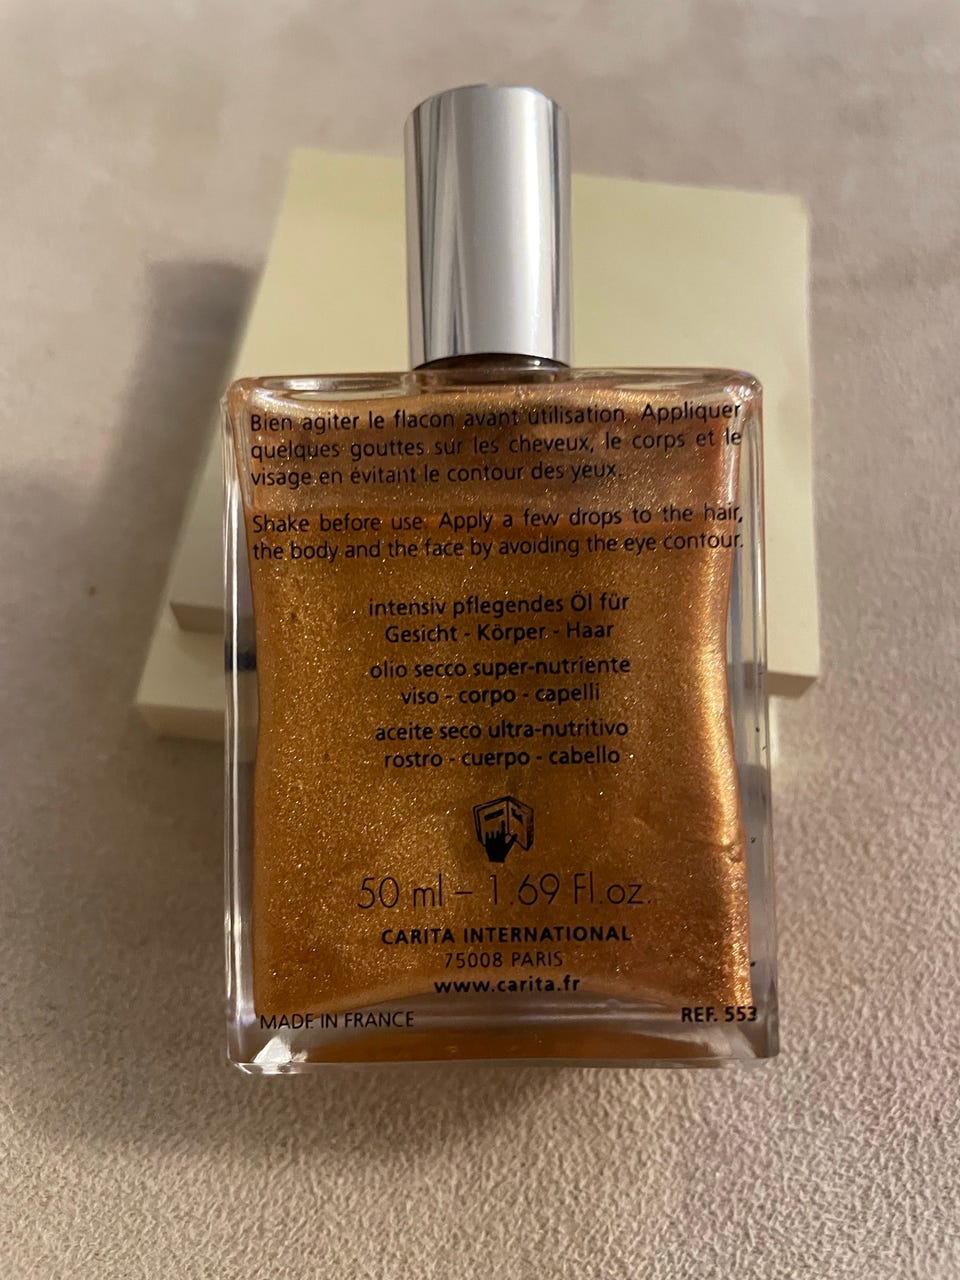 Bien agiter le flacon avant utilisation. Appliquer
quelques gouttes sur les cheveux, le corps et le
visage en évitant le contour des yeux.
Shake before use. Apply a few drops to the hair,
the body and the face by avoiding the eye contour.
intensiv pflegendes Öl für
Gesicht - Körper - Haar
olio secco super-nutriente
viso - corpo - capelli
aceite seco ultra-nutritivo
rostro - cuerpo - cabello
50 ml – 1.69 Fl.oz.
CARITA INTERNATIONAL
75008 PARIS
www.carita.fr
MADE IN FRANCE
REF. 553